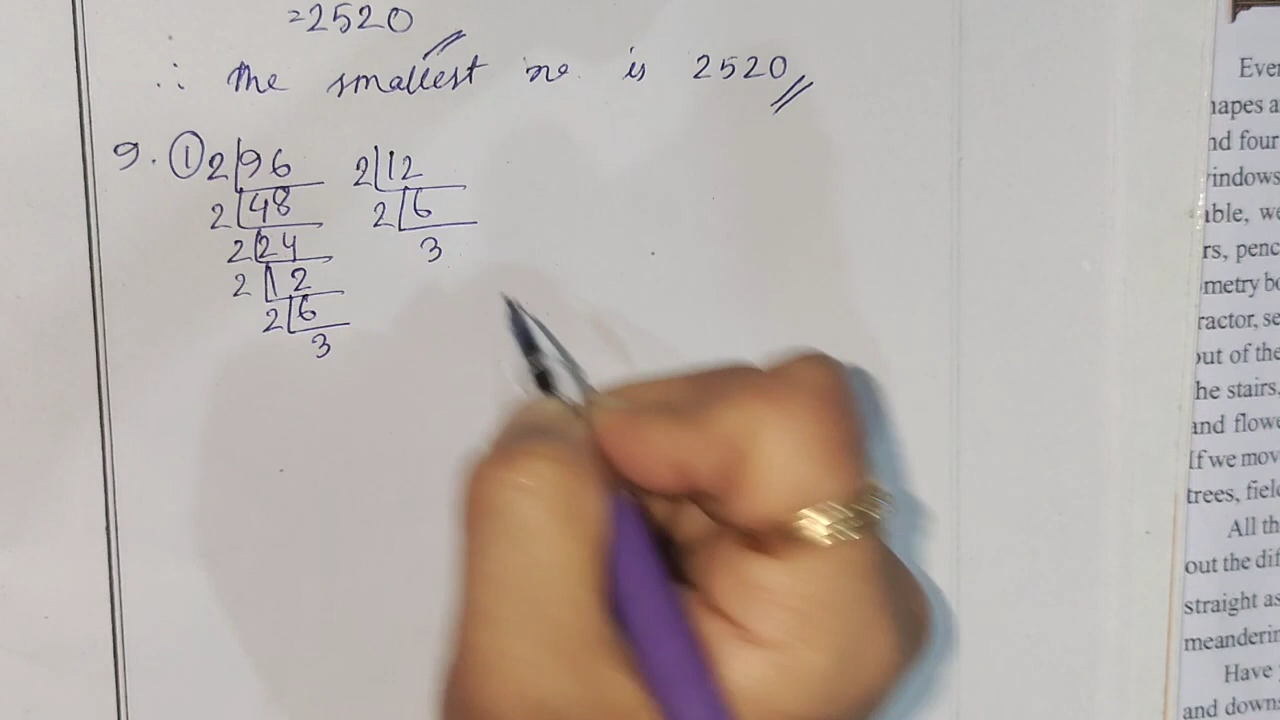 =2520
∴ The smallest no. is 2520
9. ① 2 96 2 12
2 48 2 6
2 24 3
2 12
2 6
3
Ever
hapes a
nd four
indows
able, we
rs, penc
metry bo
ractor, se
out of the
he stairs,
and flowe
If we mov
trees, field
All th
out the dif
straight as
meanderin
Have
and down